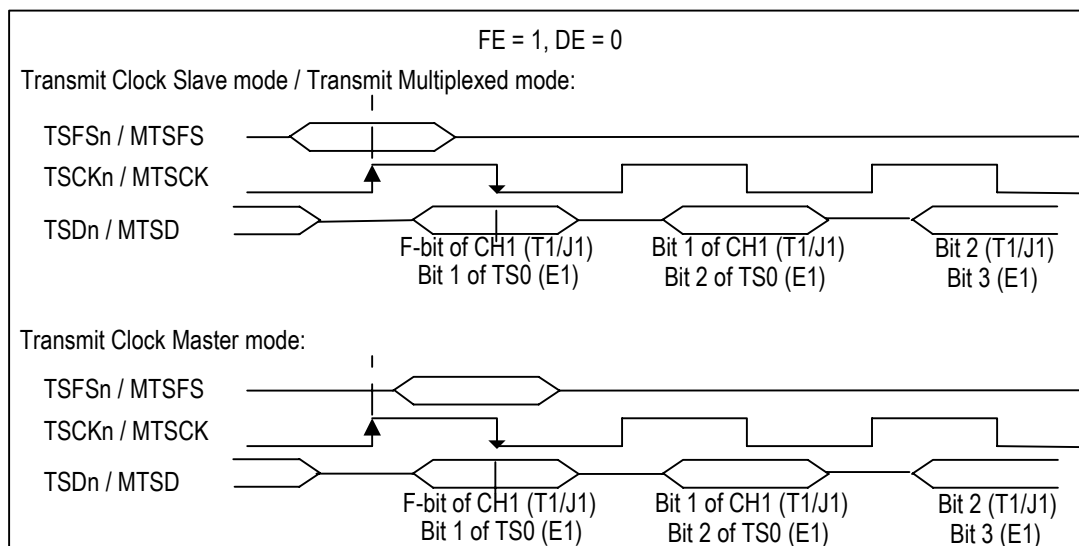 FE = 1, DE = 0
Transmit Clock Slave mode / Transmit Multiplexed mode:
TSFSn / MTSFS
TSCKn / MTSCK
TSDn / MTSD
F-bit of CH1 (T1/J1) Bit 1 of CH1 (T1/J1) Bit 2 (T1/J1)
Bit 1 of TS0 (E1) Bit 2 of TS0 (E1) Bit 3 (E1)
Transmit Clock Master mode:
TSFSn / MTSFS
TSCKn / MTSCK
TSDn / MTSD
F-bit of CH1 (T1/J1) Bit 1 of CH1 (T1/J1) Bit 2 (T1/J1)
Bit 1 of TS0 (E1) Bit 2 of TS0 (E1) Bit 3 (E1)